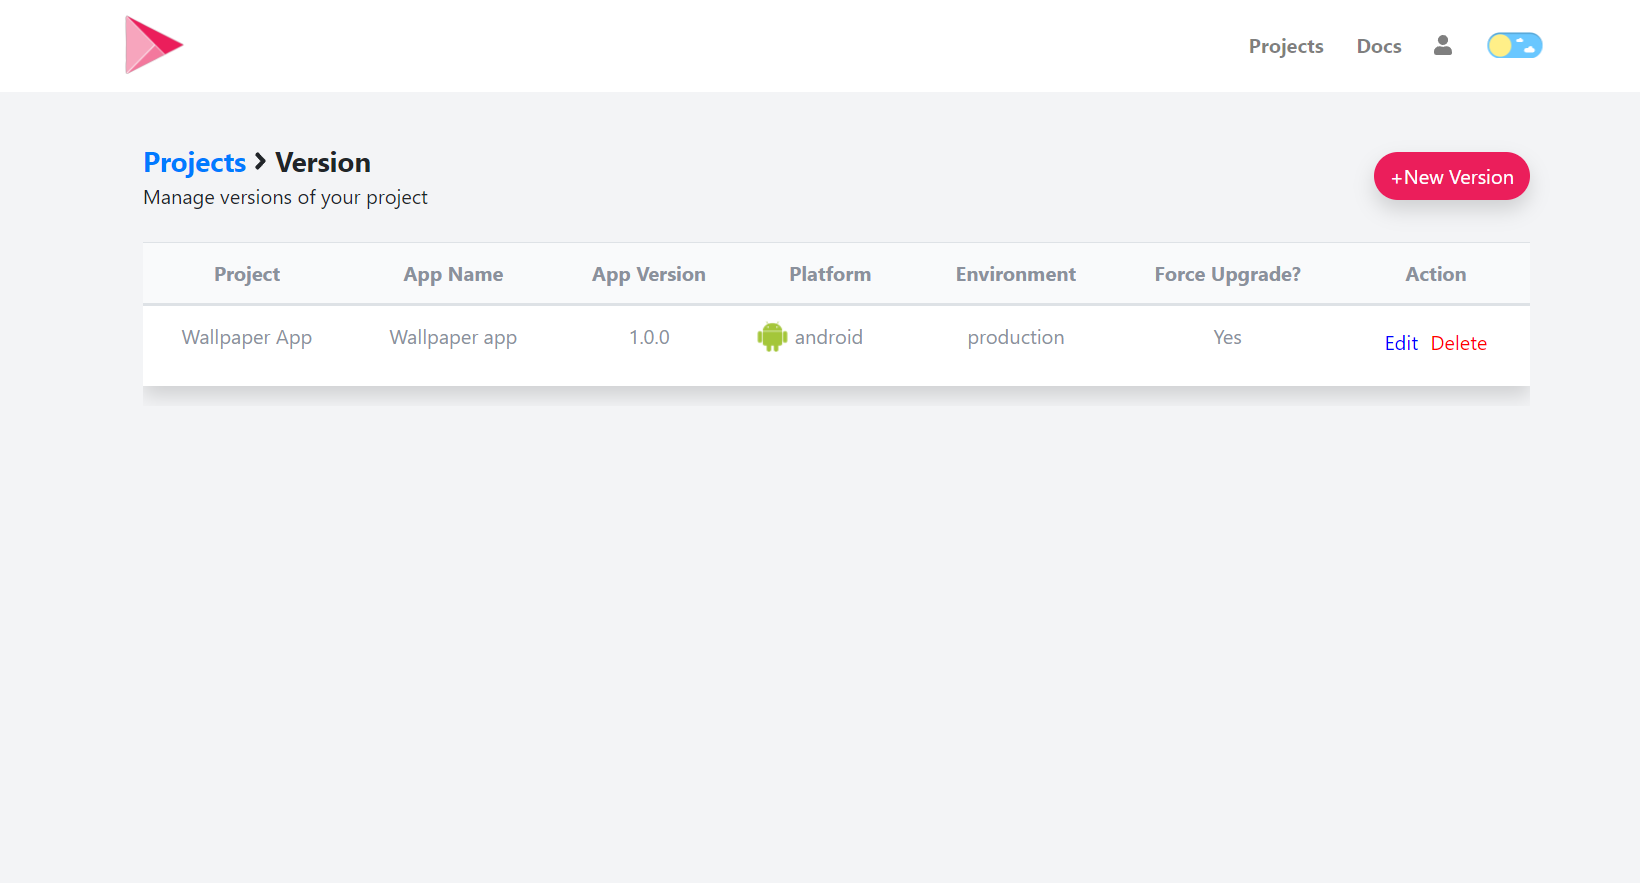 Projects Docs
Projects > Version
Manage versions of your project
+New Version
Project App Name App Version Platform Environment Force Upgrade? Action
Wallpaper App Wallpaper app 1.0.0 android production Yes Edit Delete